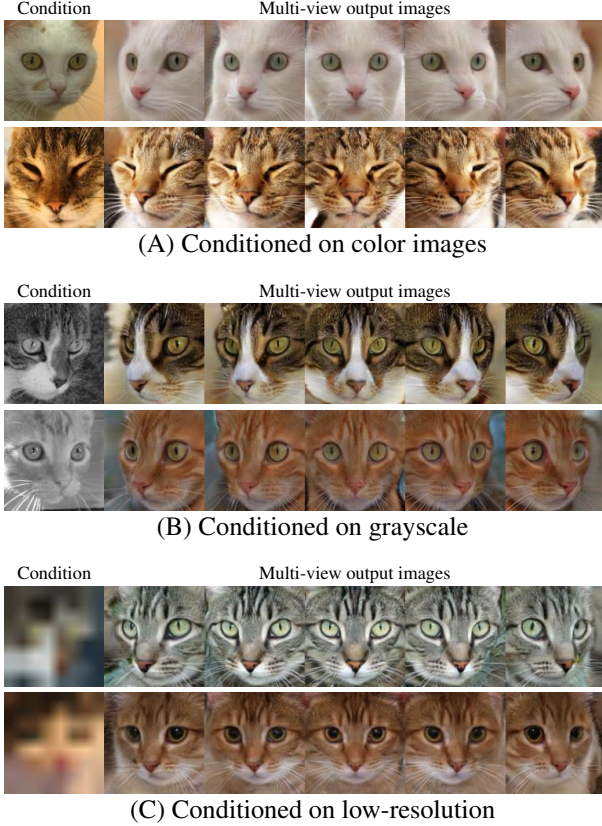 Condition Multi-view output images
(A) Conditioned on color images
Condition Multi-view output images
(B) Conditioned on grayscale
Condition Multi-view output images
(C) Conditioned on low-resolution